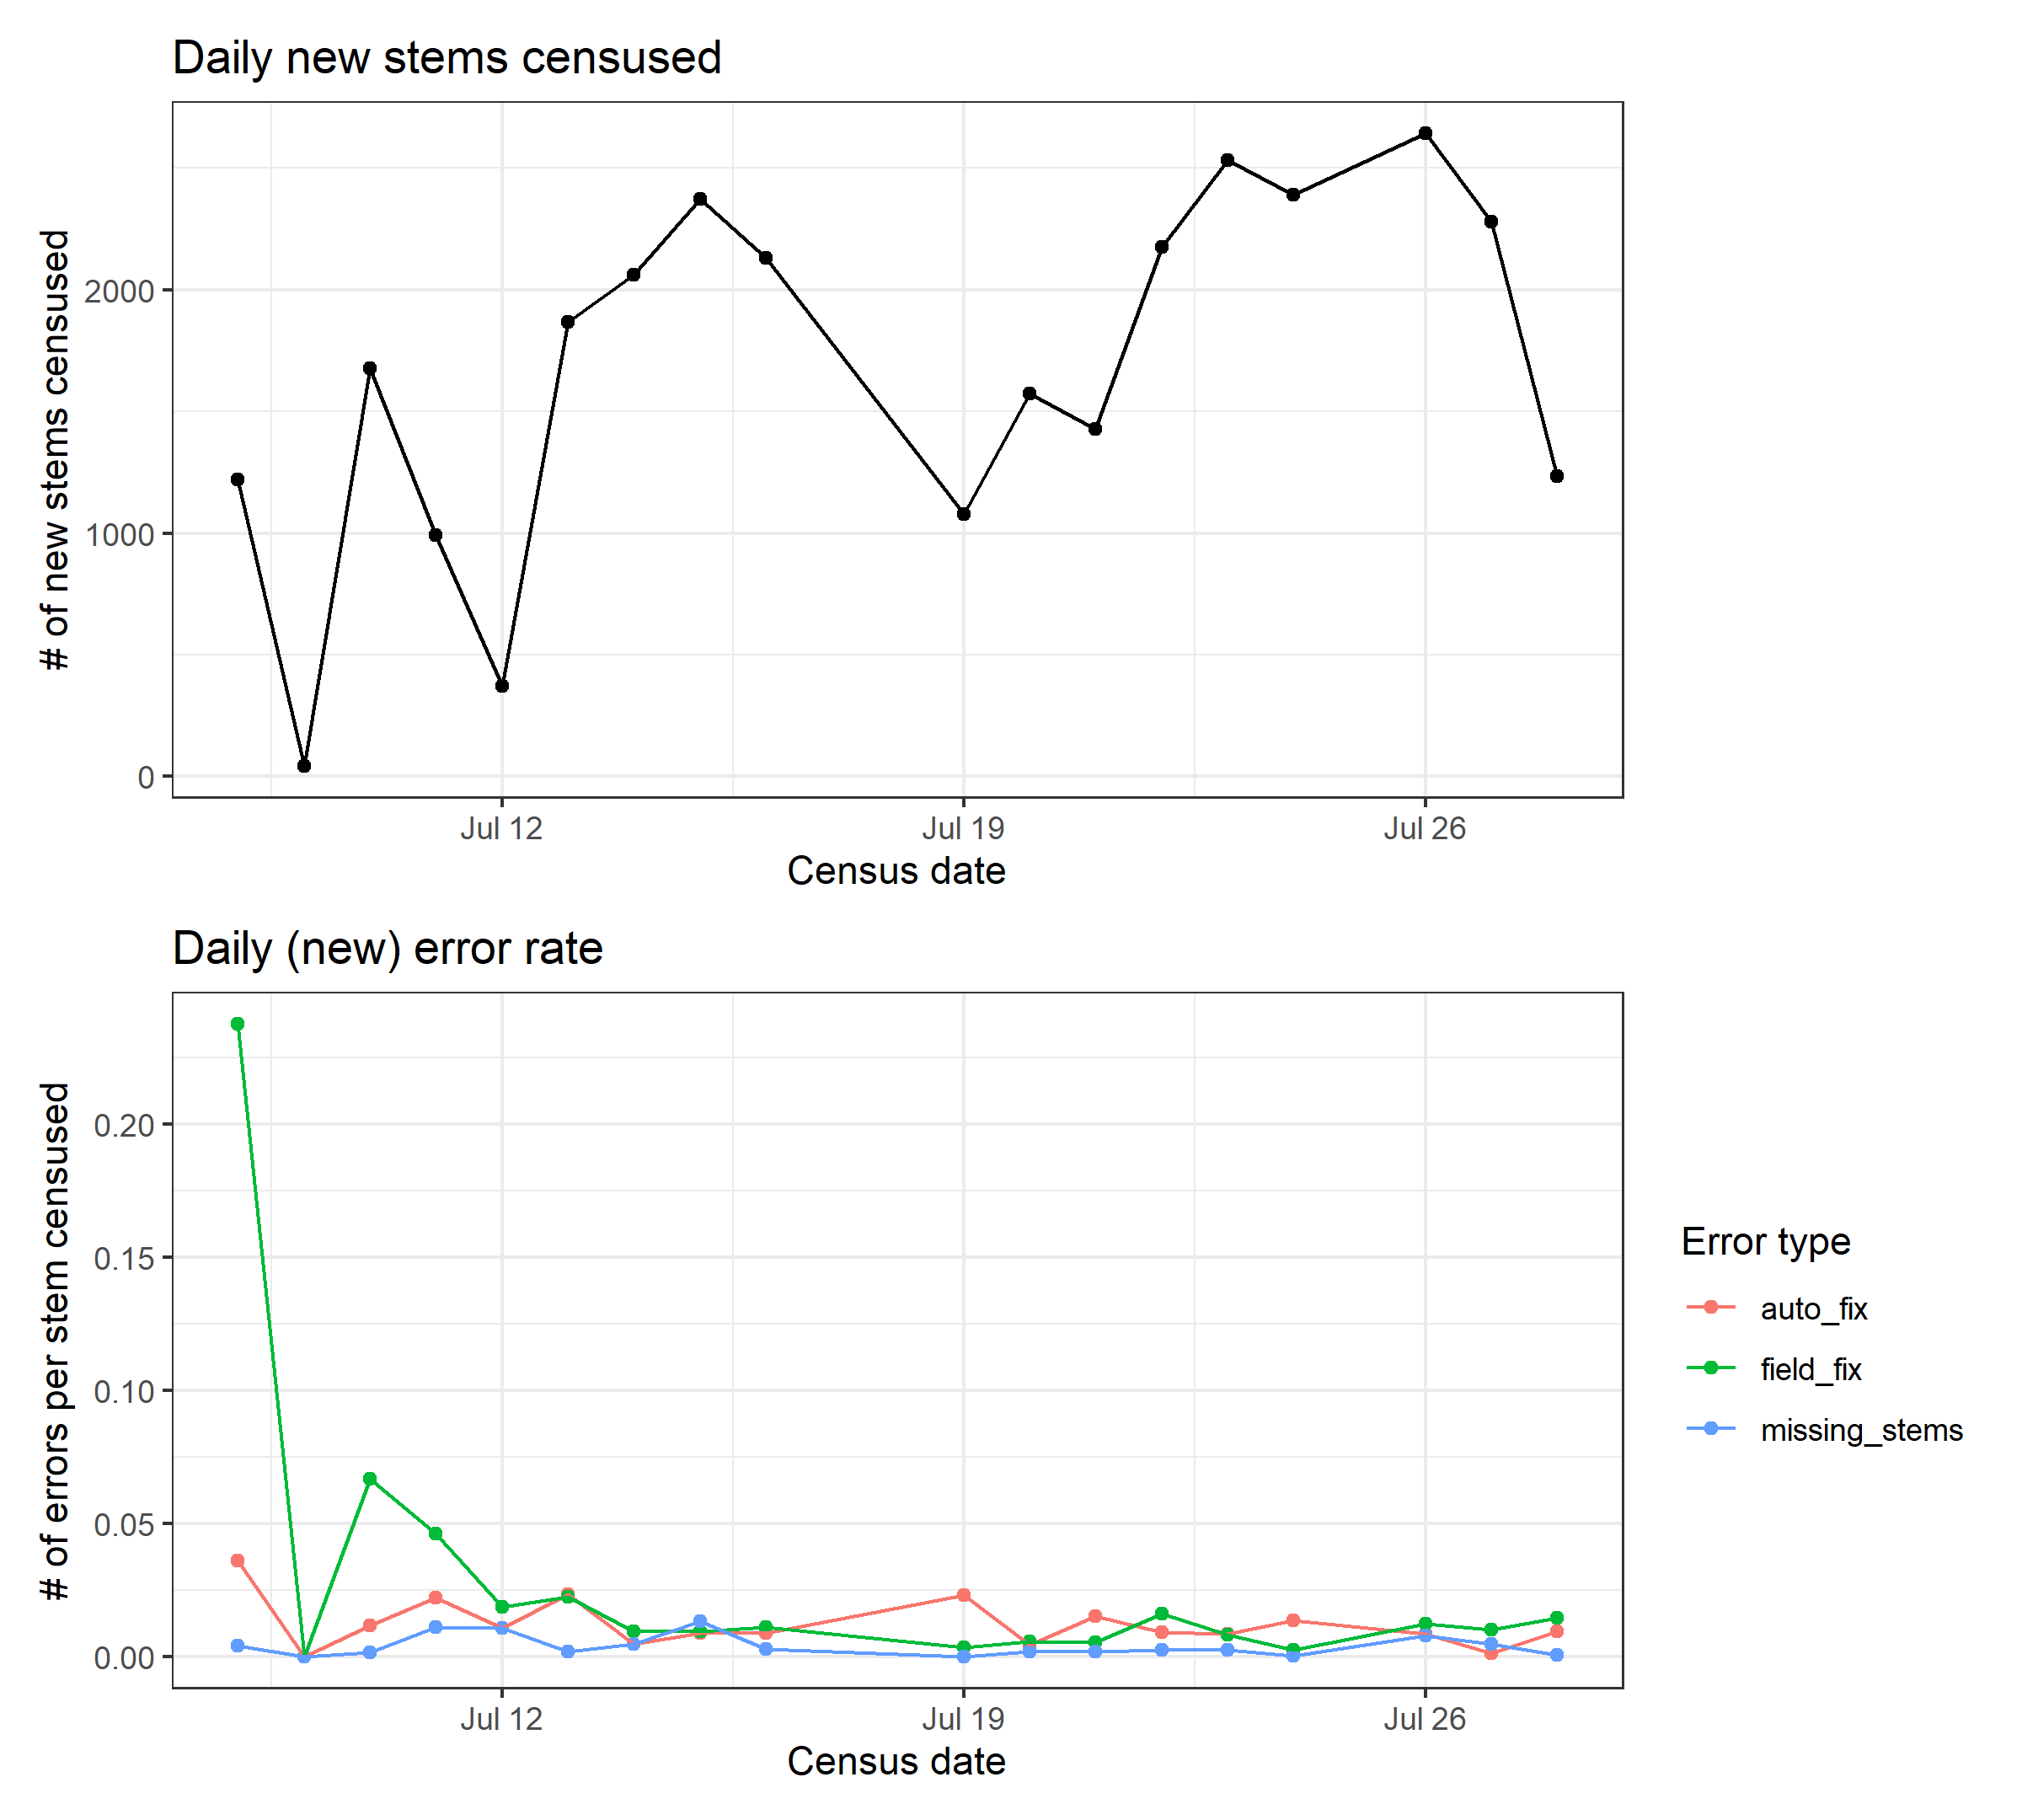 Daily new stems censused
# of new stems censused
2000
1000
0
Jul 12
Jul 19
Jul 26
Census date
Daily (new) error rate
# of errors per stem censused
0.20
0.15
0.10
0.05
0.00
Jul 12
Jul 19
Jul 26
Census date
Error type
auto_fix
field_fix
missing_stems